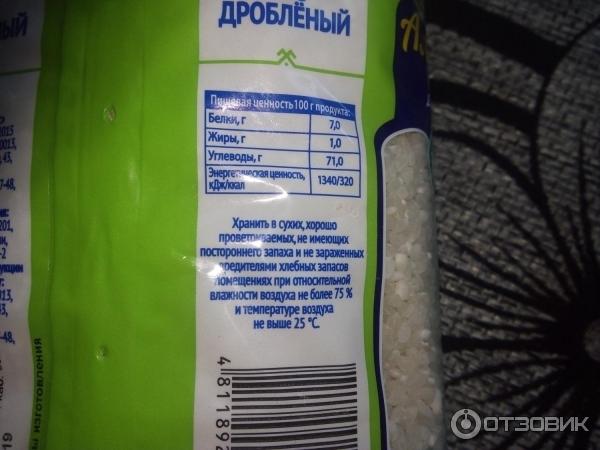 ДРОБЛЁНЫЙ
Пищевая ценность 100 г продукта:
Белки, г 7,0
Жиры, г 1,0
Углеводы, г 71,0
Энергетическая ценность,
кДж/ккал 1340/320
Хранить в сухих, хорошо
проветриваемых, не имеющих
постороннего запаха и не зараженных
вредителями хлебных запасов
помещениях при относительной
влажности воздуха не более 75 %
и температуре воздуха
не выше 25 °С.
4811892
изготовления
ОТЗОВИК